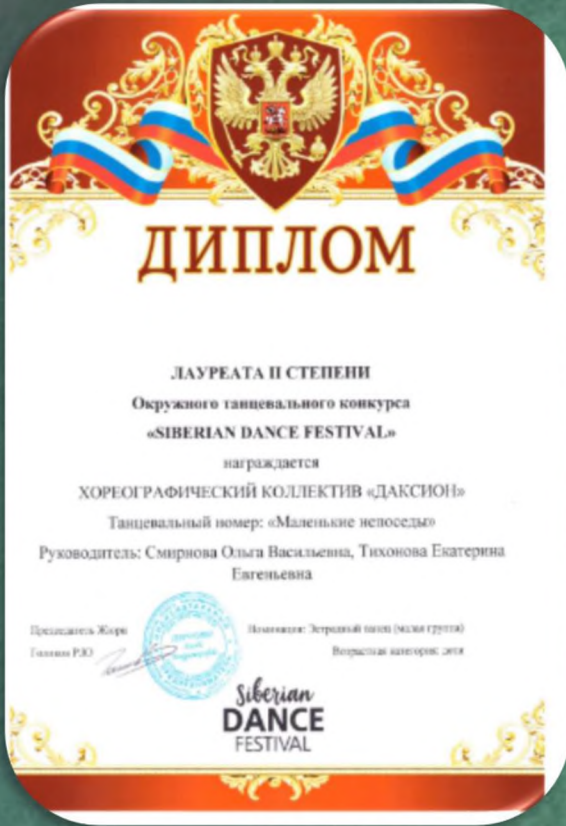 ДИПЛОМ
ЛАУРЕАТА II СТЕПЕНИ
Окружного танцевального конкурса
«SIBERIAN DANCE FESTIVAL»
награждается
ХОРЕОГРАФИЧЕСКИЙ КОЛЛЕКТИВ «ДАКСИОН»
Танцевальный номер: «Маленькие непоседы»
Руководитель: Смирнова Ольга Васильевна, Тихонова Екатерина
Евгеньевна
Председатель Жюри
Номинация: Эстрадный танец (малая группа)
Р.Ю
Возрастная категория: дети
Siberian
DANCE
FESTIVAL